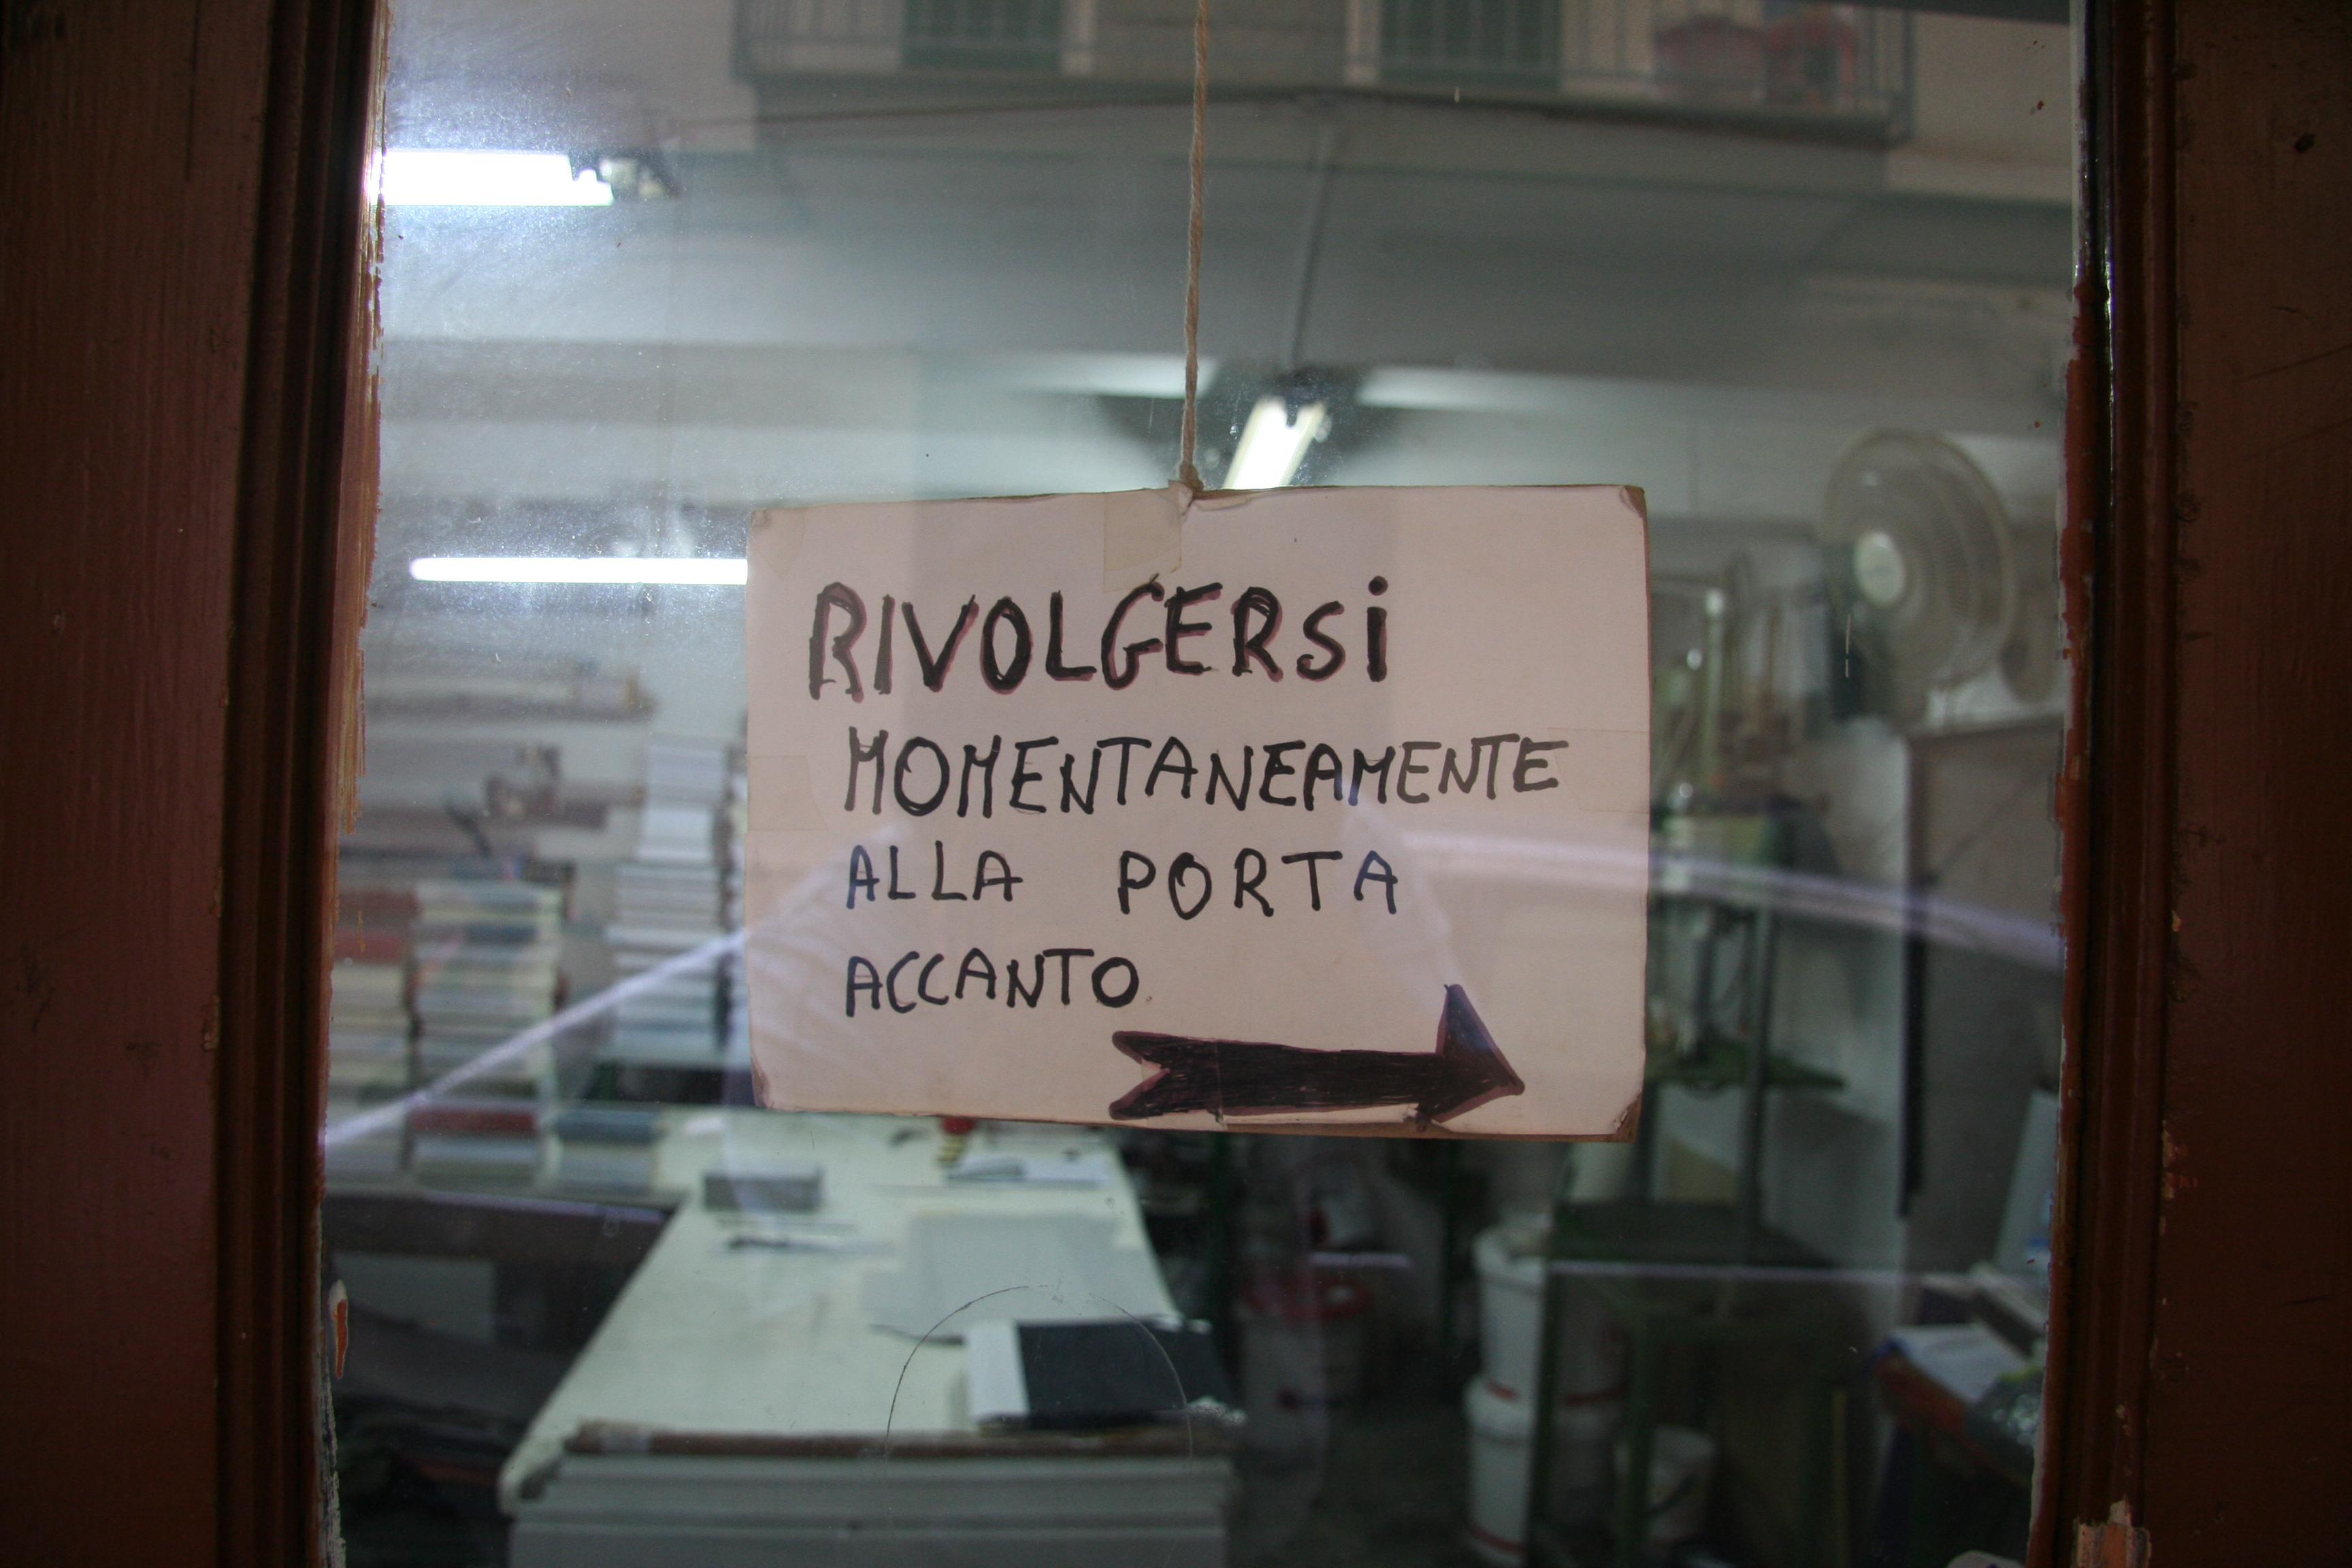 RIVOLGERSi
MOMENTANEAMENTE
ALLA PORTA
ACCANTO